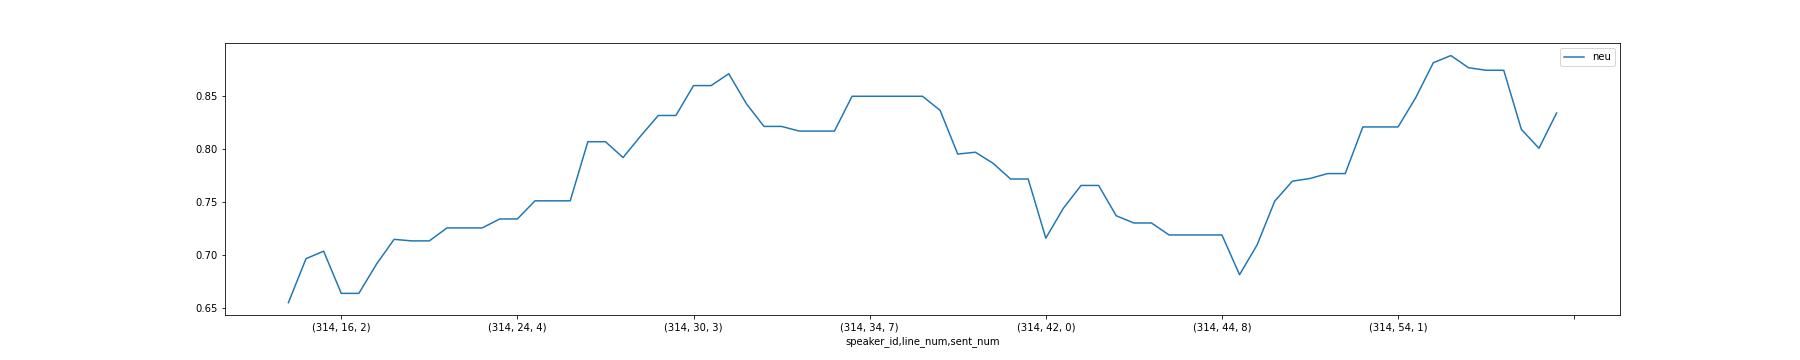 neu
0.85
0.80
0.75
0.70
0.65
(314, 16, 2) (314, 24, 4) (314, 30, 3) (314, 34, 7) (314, 42, 0) (314, 44, 8) (314, 54, 1)
speaker_id,line_num,sent_num